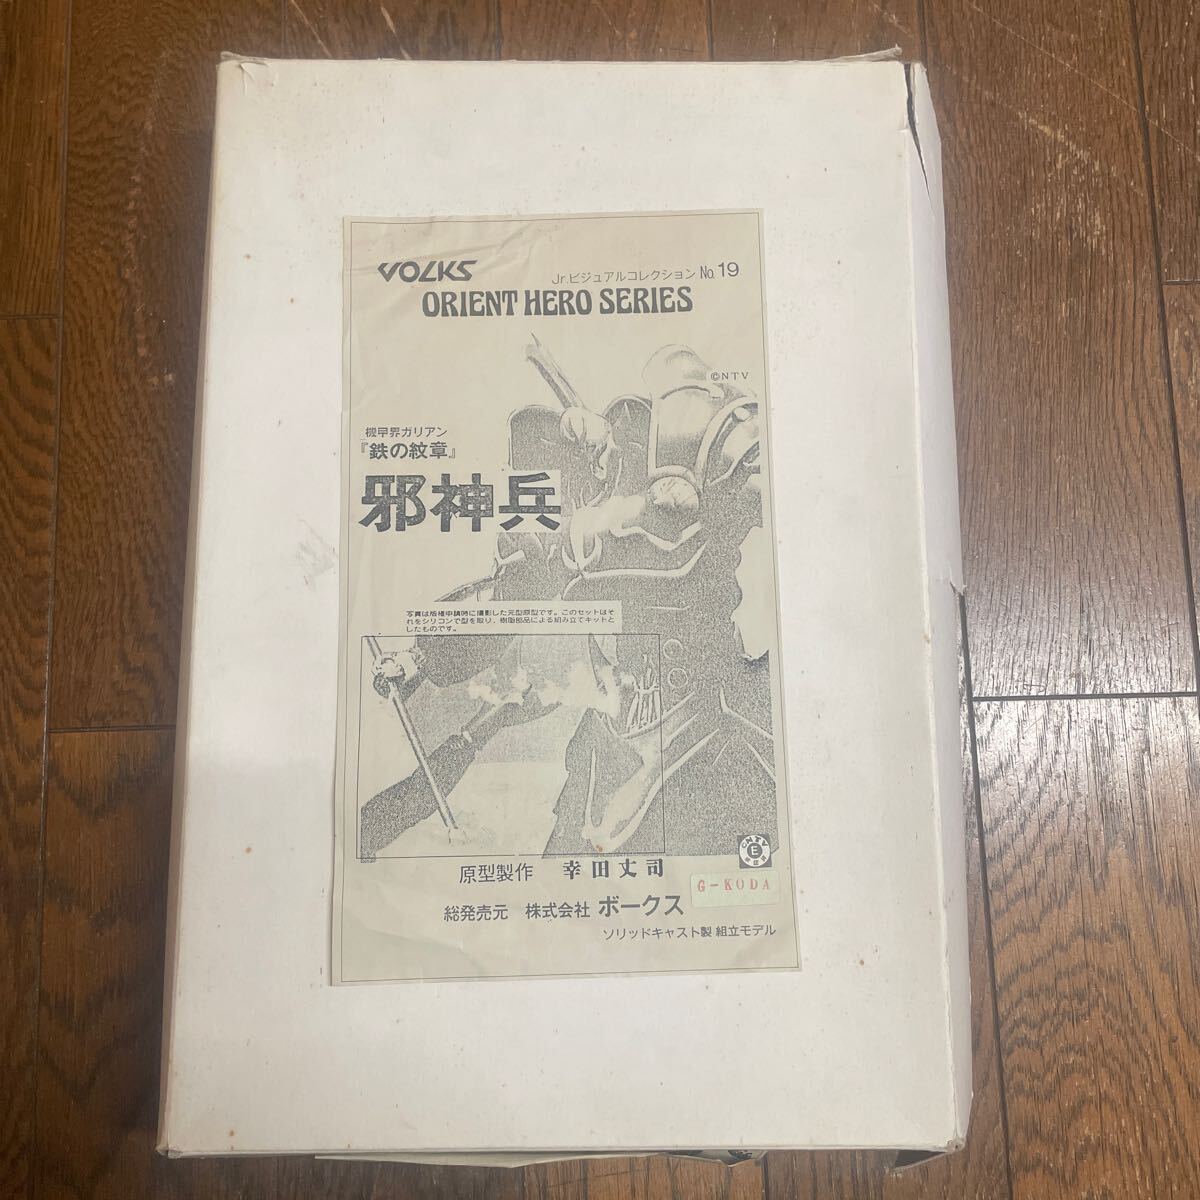 VOLKS
Jr.ビジュアルコレクション No.19
ORIENT HERO SERIES
©NTV
機甲界ガリアン
『鉄の紋章』
邪神兵
写真は版権申請時に撮影した元型原型です。このセットはそ
れをシリコンで型を取り、樹脂部品による組み立てキットと
したものです。
原型製作 幸田丈司
G-KODA
総発売元 株式会社 ボークス
ソリッドキャスト製 組立モデル